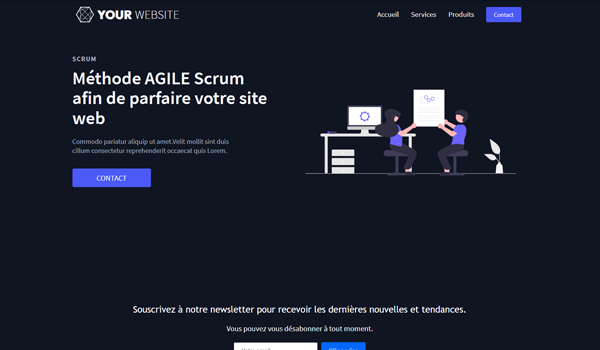 YOUR WEBSITE
Accueil Services Produits Contact
SCRUM
Méthode AGILE Scrum
afin de parfaire votre site
web
Commodo pariatur aliquip ut amet.Velit mollit sint duis
cillum consectetur reprehenderit occaecat quis Lorem.
CONTACT
Souscrivez à notre newsletter pour recevoir les dernières nouvelles et tendances.
Vous pouvez vous désabonner à tout moment.